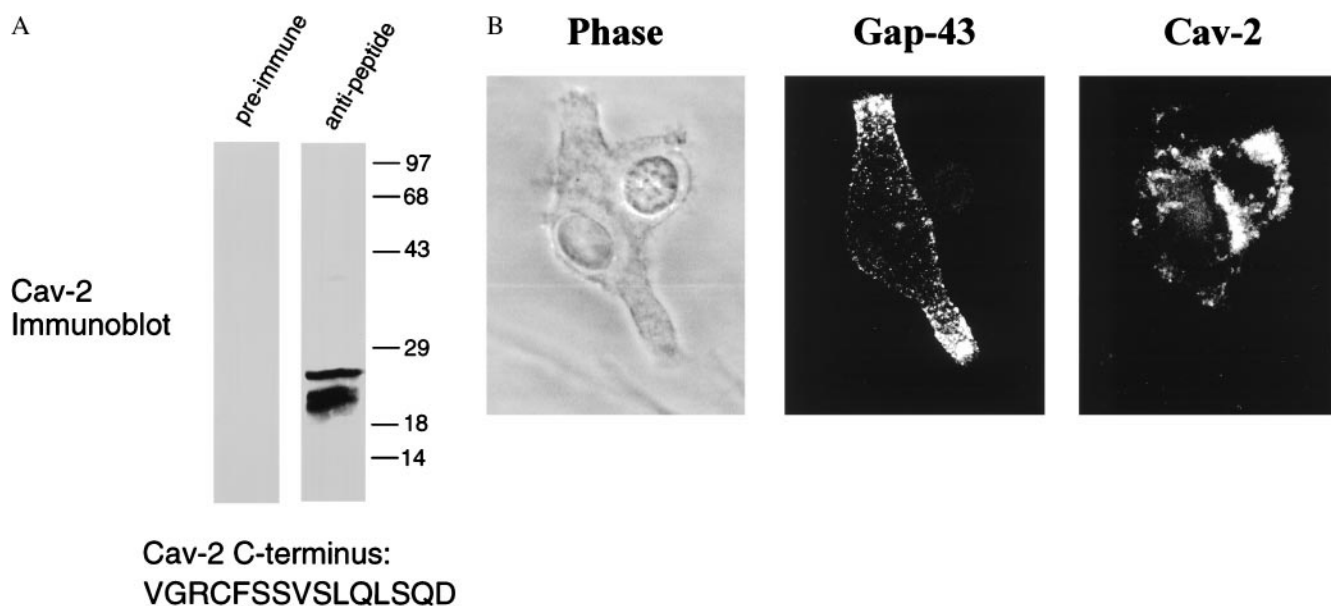 A
pre-immune
anti-peptide
97
68
43
29
18
14
Cav-2
Immunoblot
Cav-2 C-terminus:
VGRCFSSVSLQLSQD
B
Phase
Gap-43
Cav-2